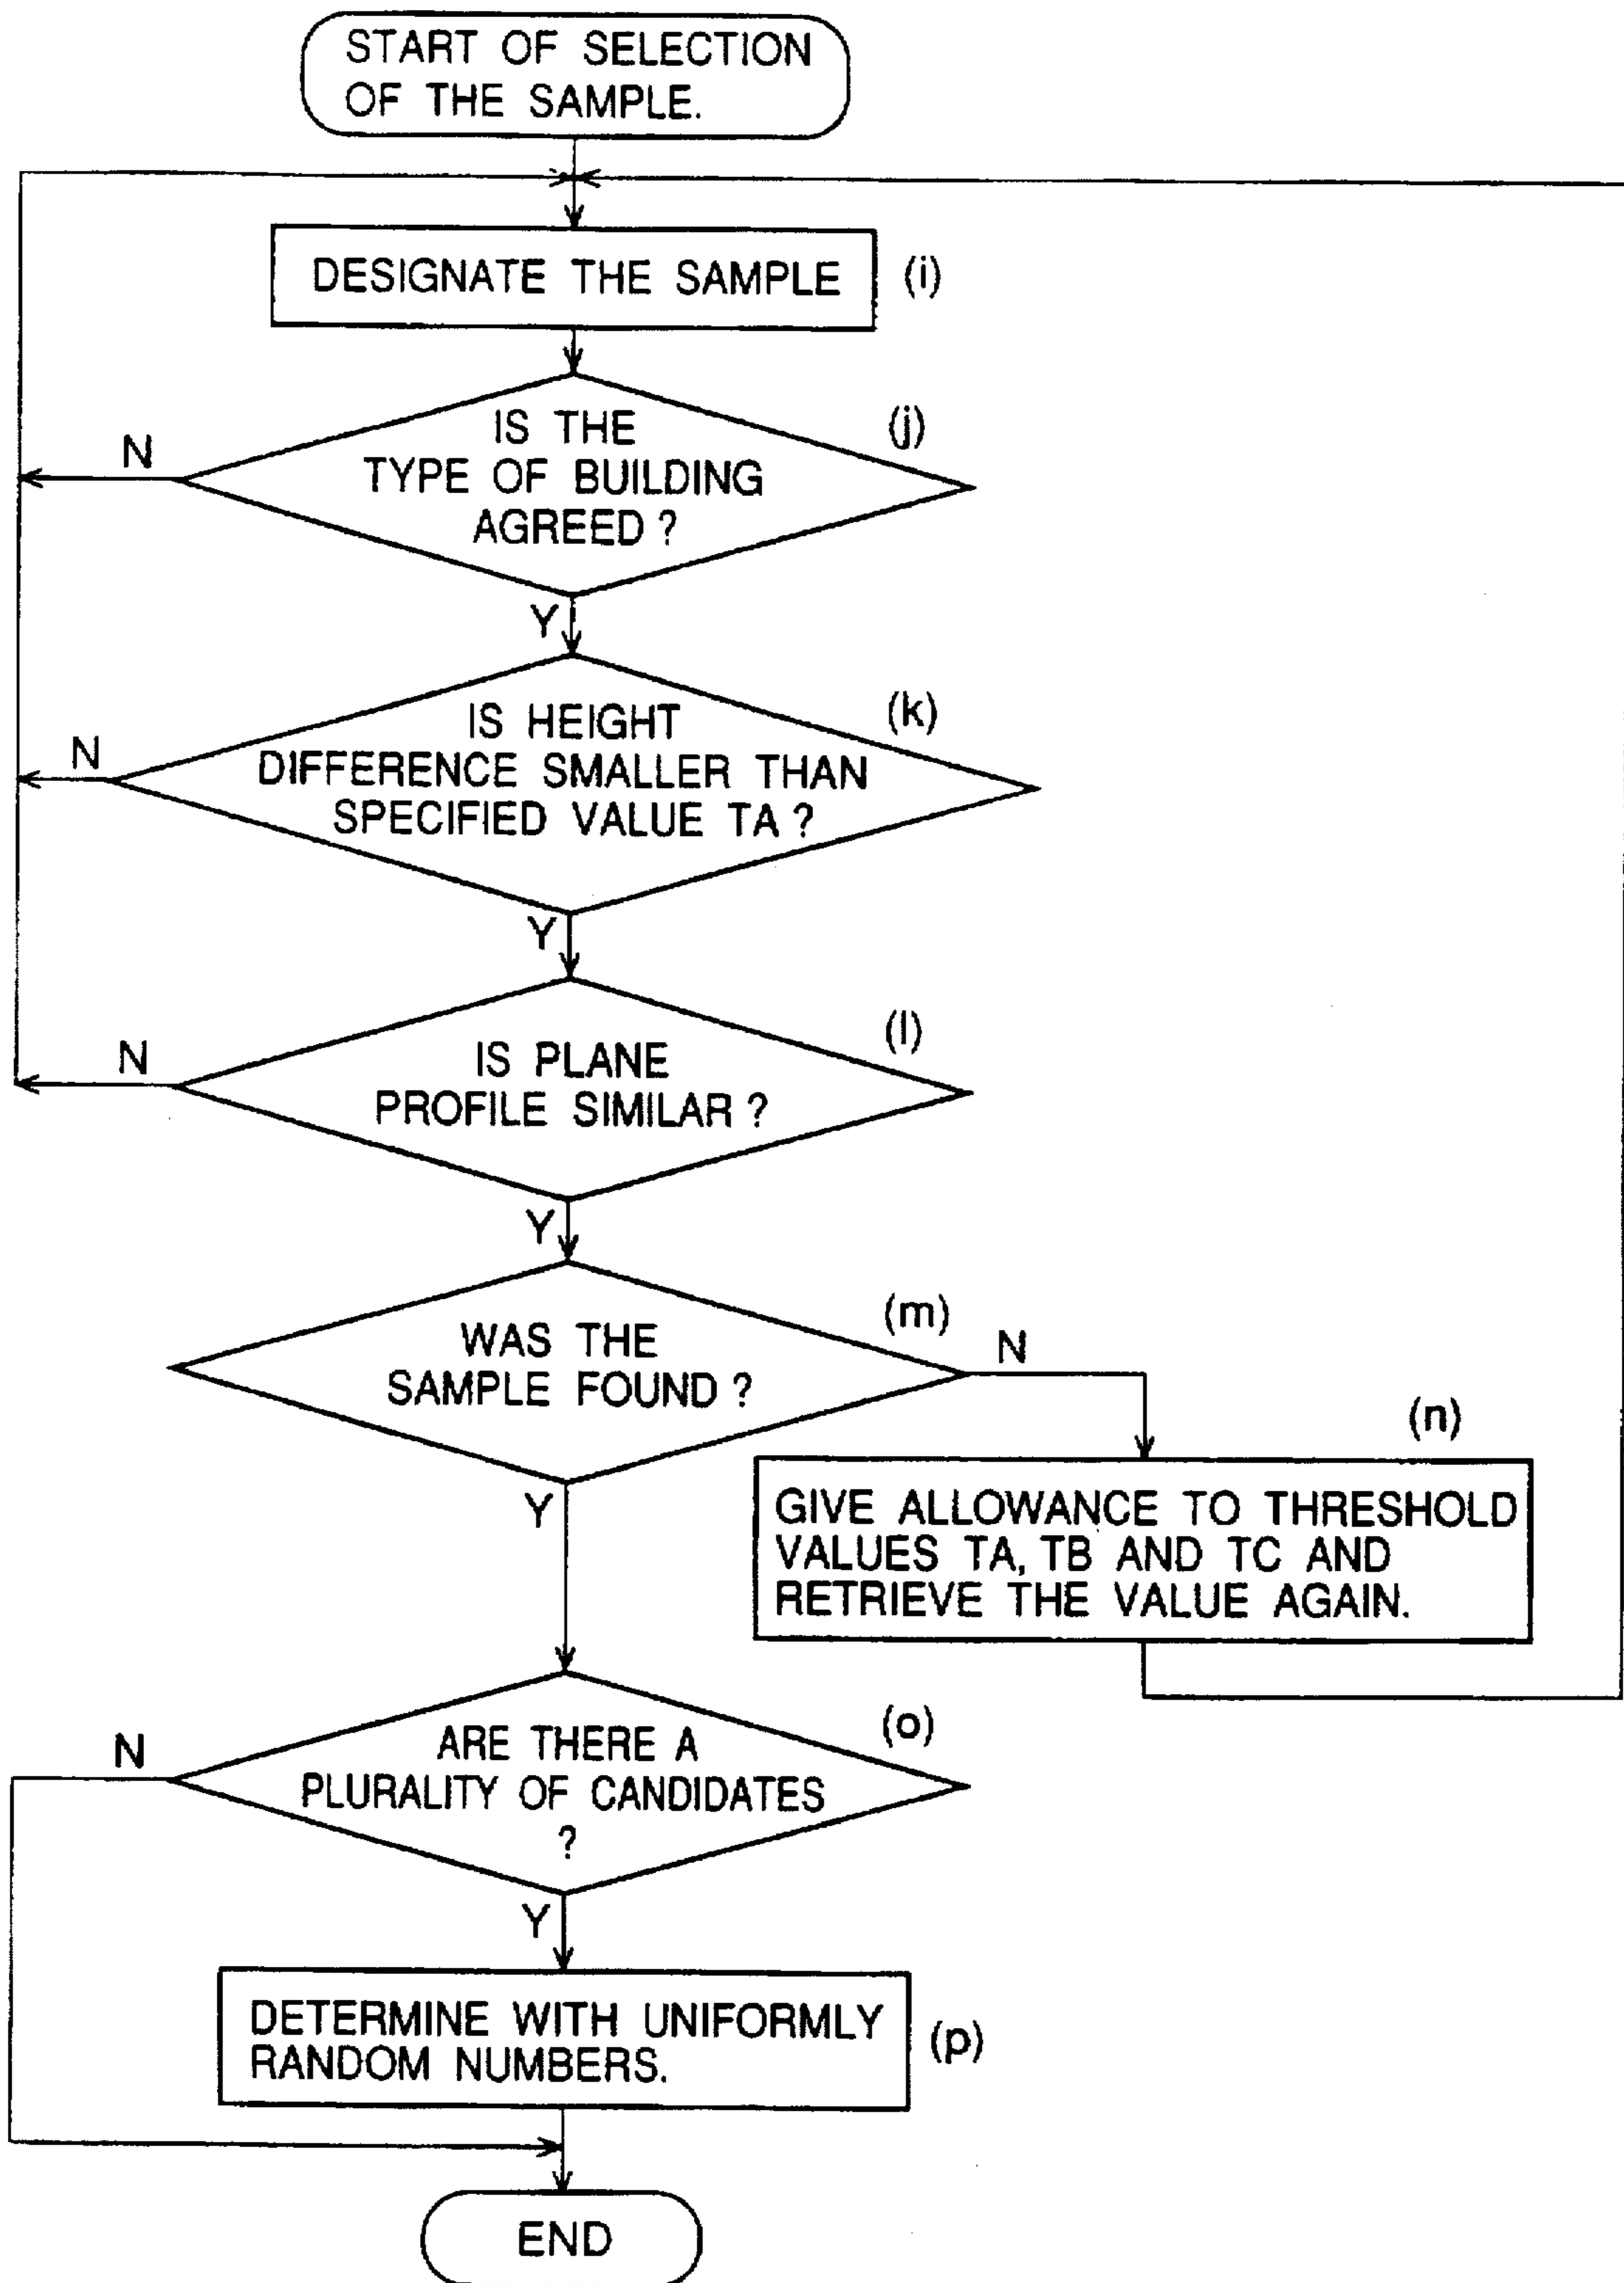 START OF SELECTION
OF THE SAMPLE.
DESIGNATE THE SAMPLE
(i)
IS THE
TYPE OF BUILDING
AGREED ?
(j)
N
Y
IS HEIGHT
DIFFERENCE SMALLER THAN
SPECIFIED VALUE TA ?
(k)
N
Y
IS PLANE
PROFILE SIMILAR ?
(l)
N
Y
WAS THE
SAMPLE FOUND ?
(m)
N
Y
(n)
GIVE ALLOWANCE TO THRESHOLD
VALUES TA, TB AND TC AND
RETRIEVE THE VALUE AGAIN.
ARE THERE A
PLURALITY OF CANDIDATES
?
(o)
N
Y
DETERMINE WITH UNIFORMLY
RANDOM NUMBERS.
(p)
END